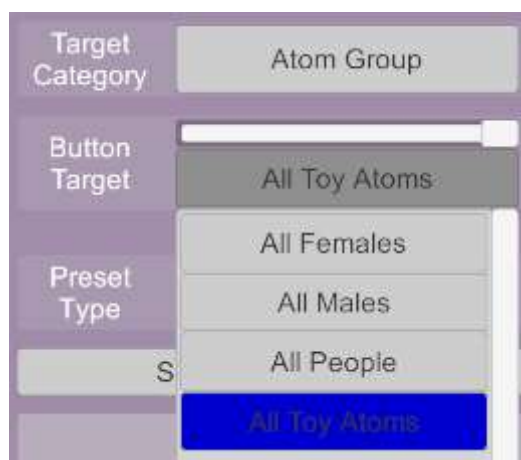 Target
Category
Atom Group
Button
Target
All Toy Atoms
All Females
Preset
Type
All Males
All People
S
All Toy Atoms